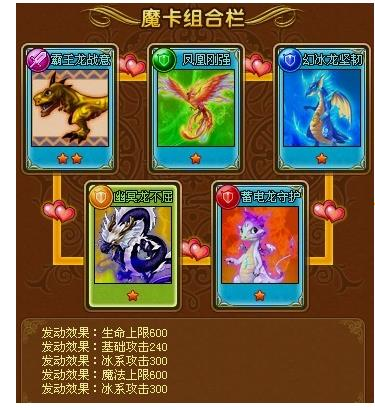 魔卡组合栏
霸王龙战意
凤凰刚强
幻冰龙坚韧
幽冥龙不屈
蓄电龙守护
发动效果：生命上限600
发动效果：基础攻击240
发动效果：冰系攻击300
发动效果：魔法上限600
发动效果：冰系攻击300